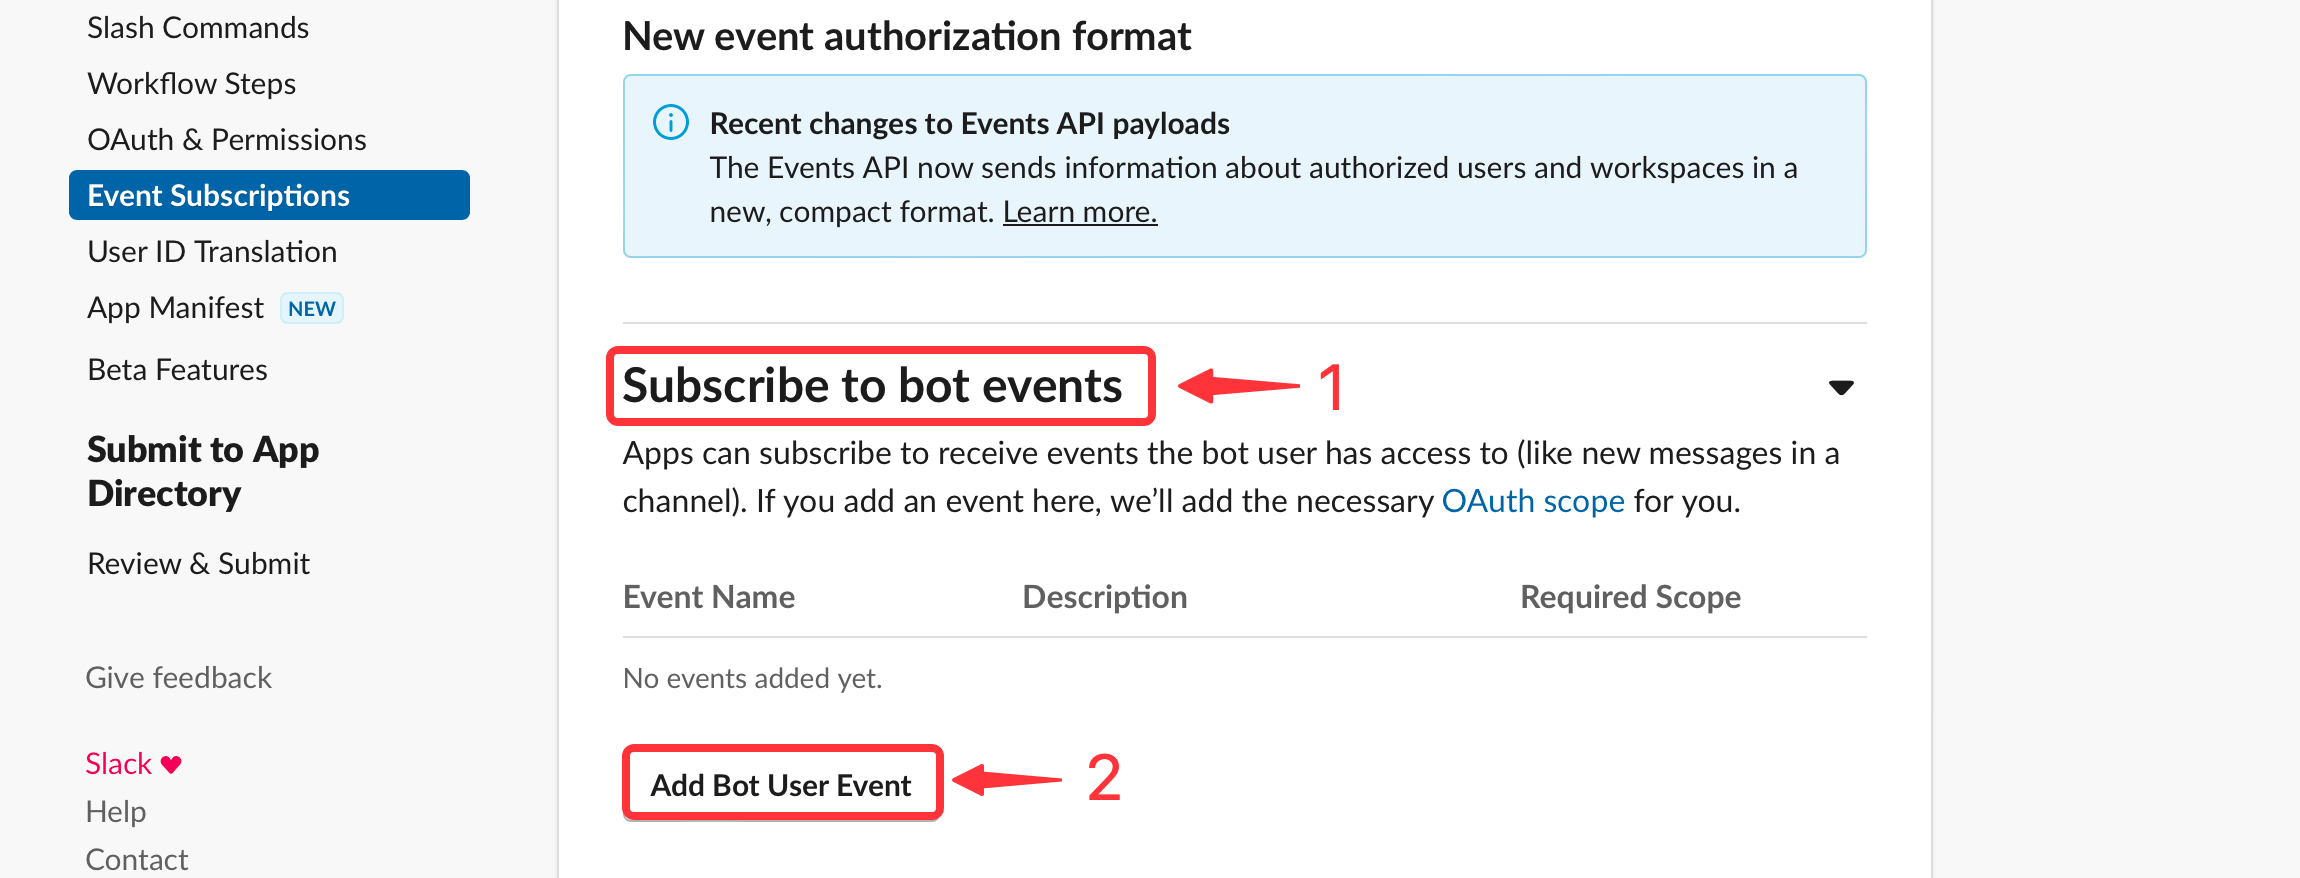 Slash Commands
Workflow Steps
OAuth & Permissions
Event Subscriptions
User ID Translation
App Manifest NEW
Beta Features
Submit to App
Directory
Review & Submit
Give feedback
Slack
Help
Contact
New event authorization format
Recent changes to Events API payloads
The Events API now sends information about authorized users and workspaces in a
new, compact format. Learn more.
Subscribe to bot events
1
Apps can subscribe to receive events the bot user has access to (like new messages in a
channel). If you add an event here, we’ll add the necessary OAuth scope for you.
Event Name Description Required Scope
No events added yet.
Add Bot User Event
2